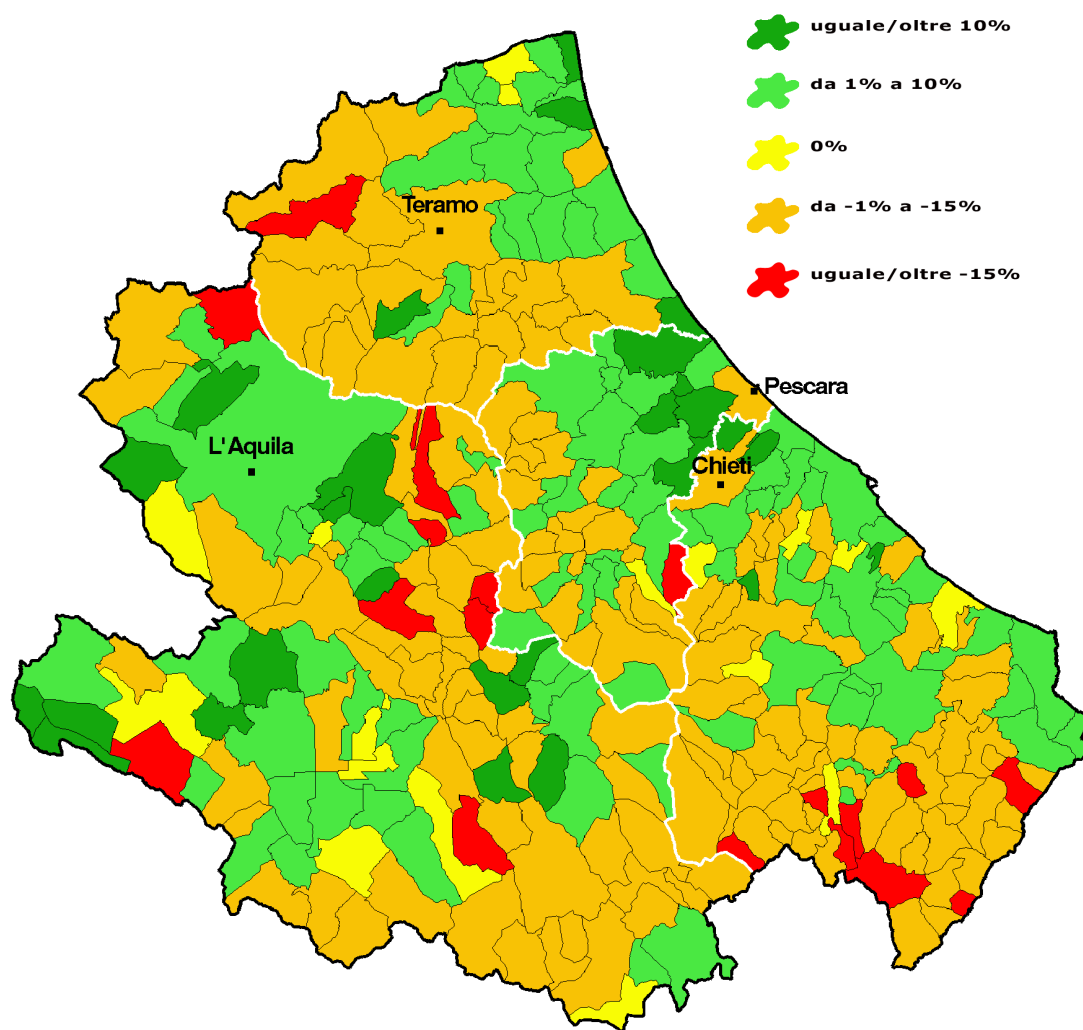 uguale/oltre 10%
da 1% a 10%
0%
da -1% a -15%
uguale/oltre -15%
Teramo
Pescara
L'Aquila
Chieti